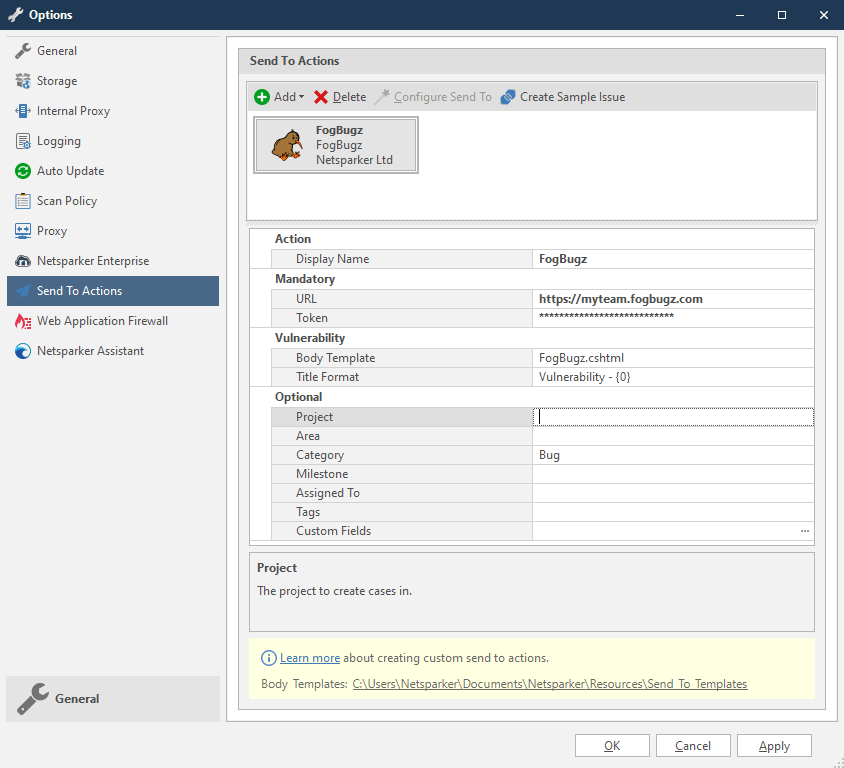 Options
General
Storage
Internal Proxy
Logging
Auto Update
Scan Policy
Proxy
Netsparker Enterprise
Send To Actions
Web Application Firewall
Netsparker Assistant
General
Send To Actions
Add Delete Configure Send To Create Sample Issue
FogBugz
FogBugz
Netsparker Ltd
Action
Display Name FogBugz
Mandatory
URL https://myteam.fogbugz.com
Token ***************************
Vulnerability
Body Template FogBugz.cshtml
Title Format Vulnerability - {0}
Optional
Project
Area
Category Bug
Milestone
Assigned To
Tags
Custom Fields ...
Project
The project to create cases in.
Learn more about creating custom send to actions.
Body Templates: C:\Users\Netsparker\Documents\Netsparker\Resources\Send To Templates
OK Cancel Apply